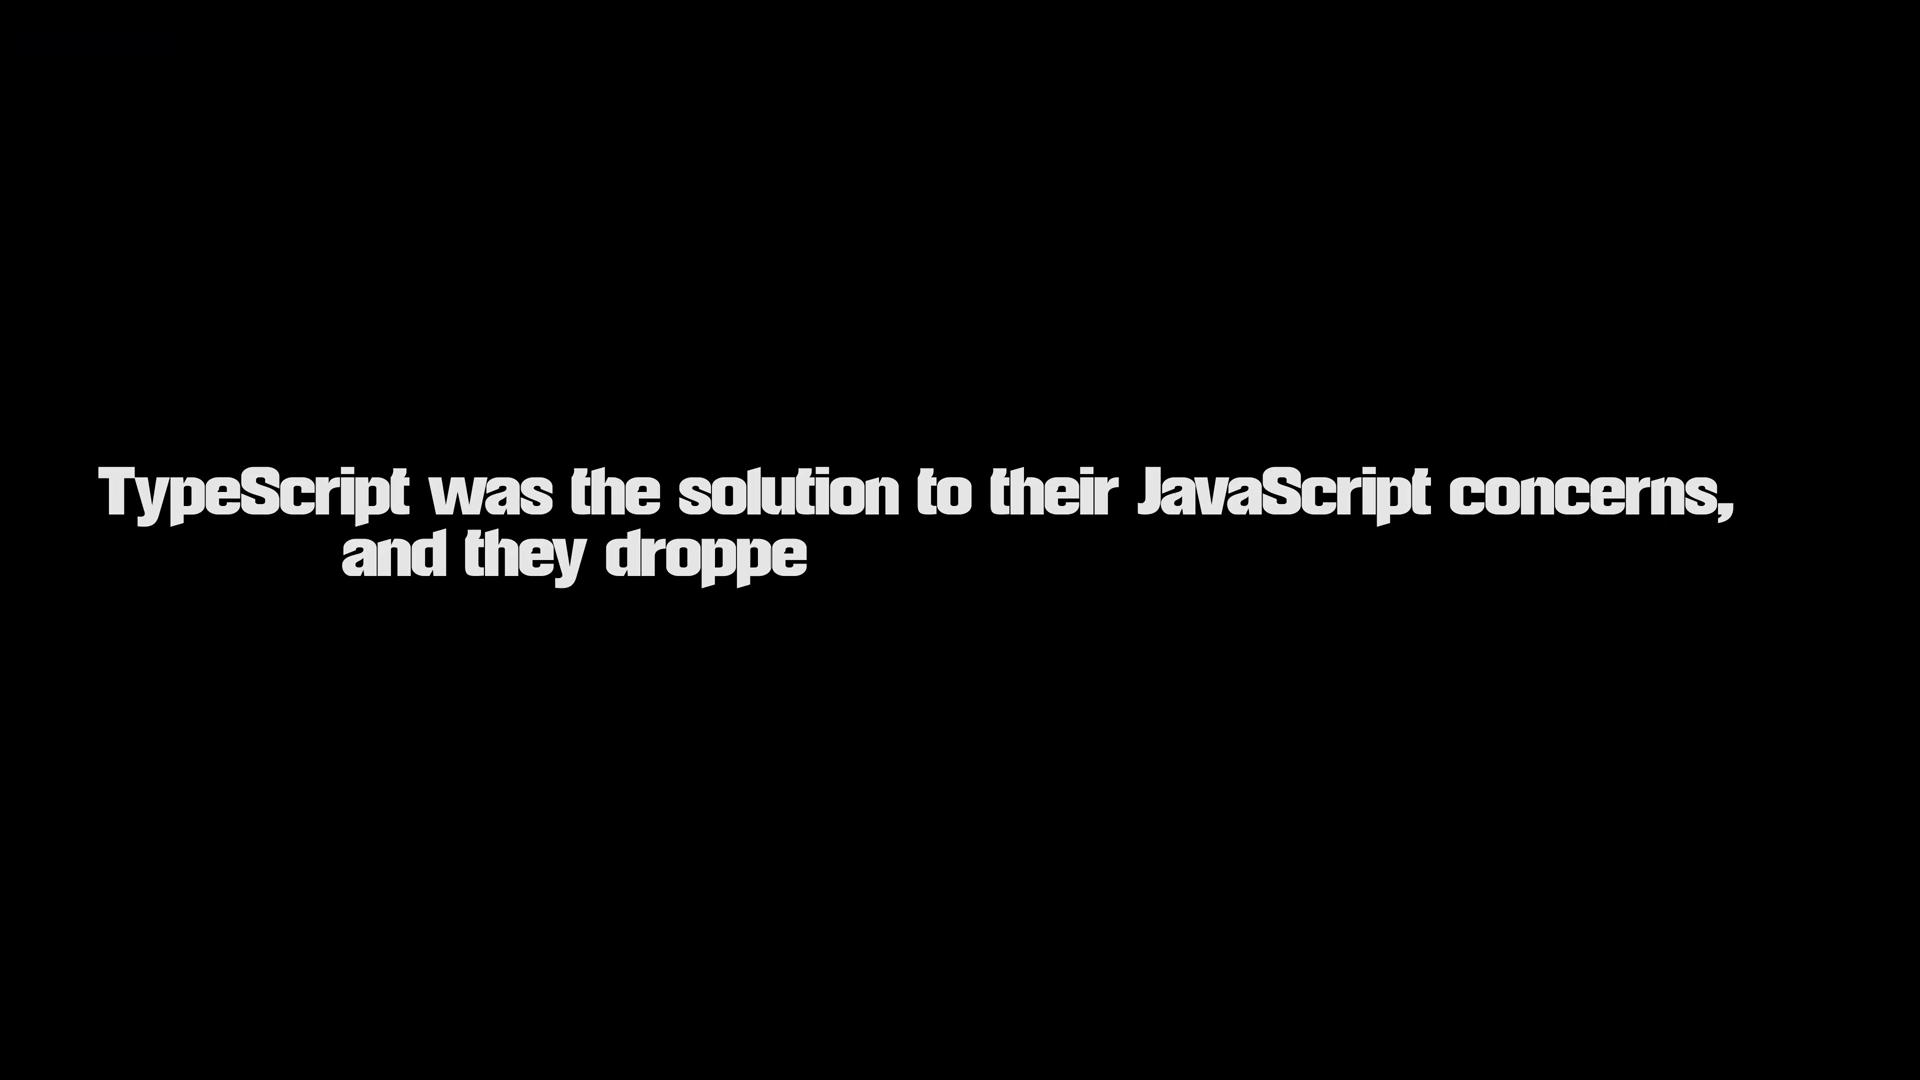 TypeScript was the solution to their JavaScript concerns,
and they droppe